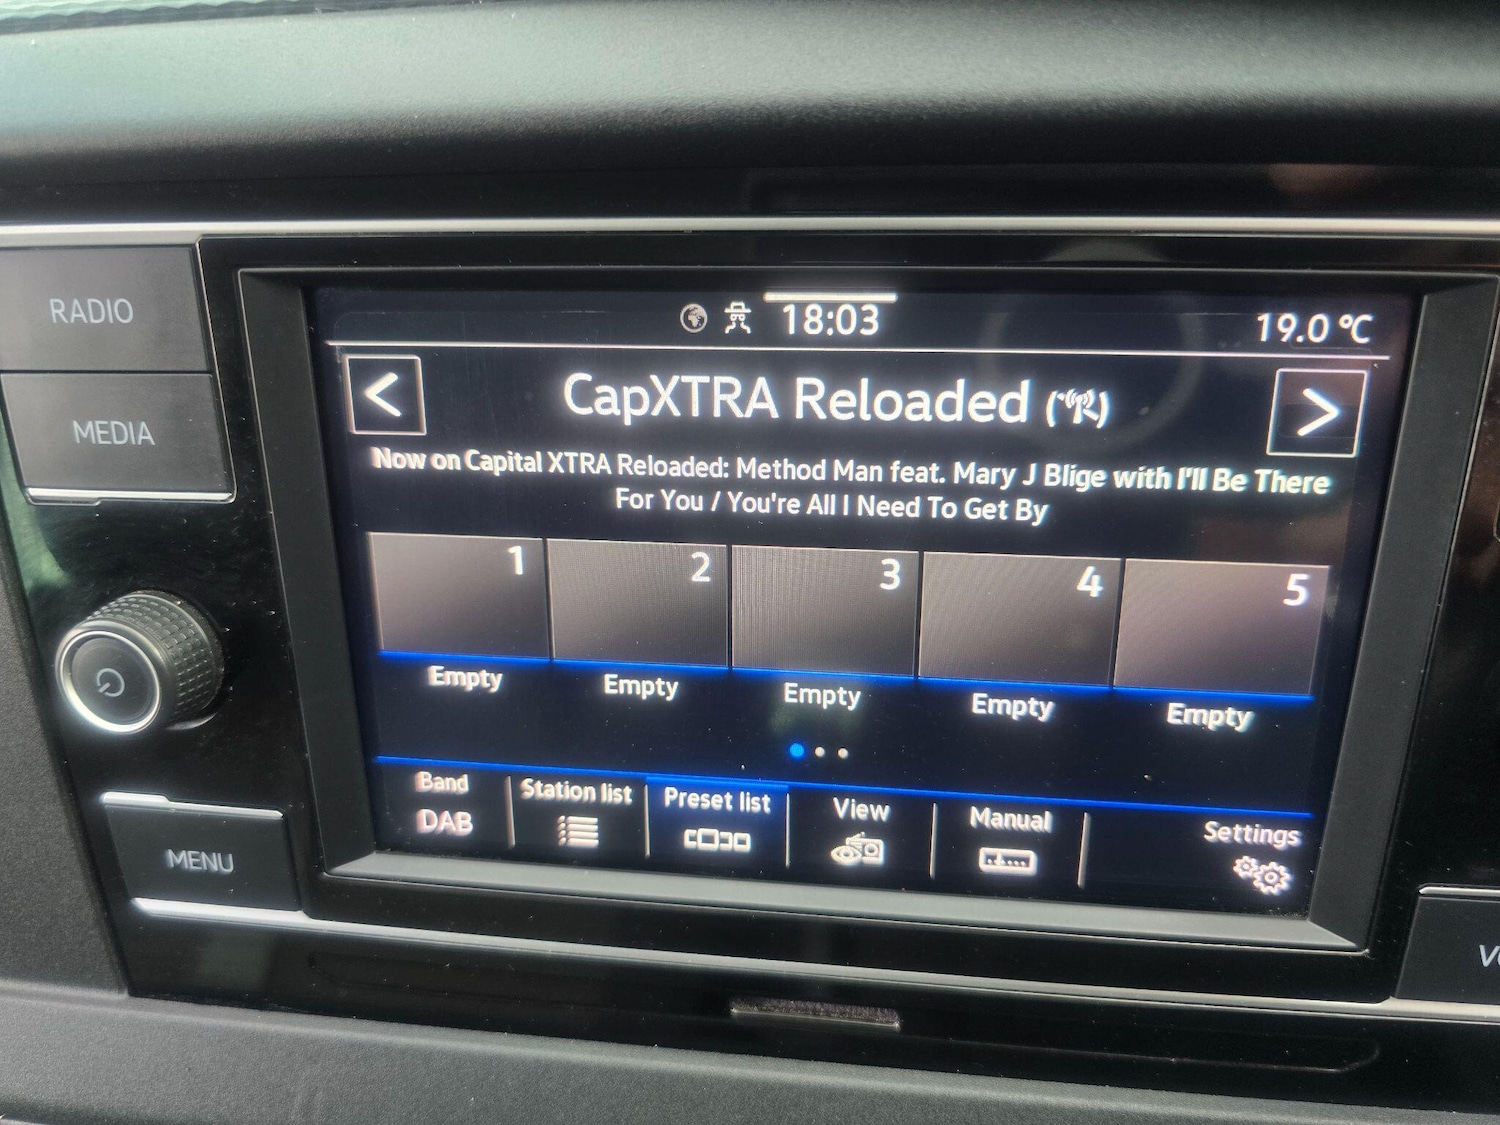 RADIO
MEDIA
MENU
18:03
19.0 °C
<
CapXTRA Reloaded
>
Now on Capital XTRA Reloaded: Method Man feat. Mary J Blige with I'll Be There
For You / You're All I Need To Get By
1 2 3 4 5
Empty Empty Empty Empty Empty
Band Station list Preset list View Manual Settings
DAB